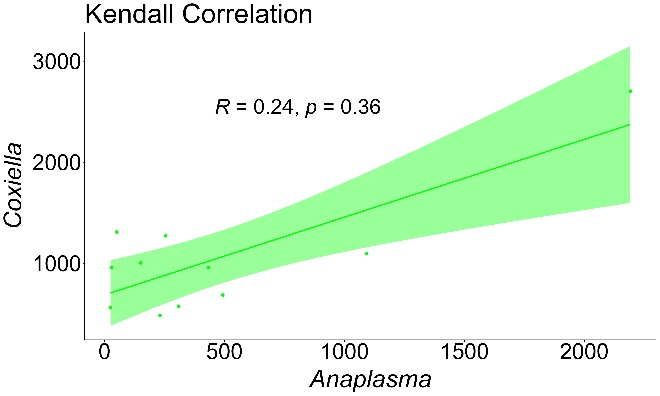 Kendall Correlation
3000
R = 0.24, p = 0.36
2000
Coxiella
1000
0 500 1000 1500 2000
Anaplasma